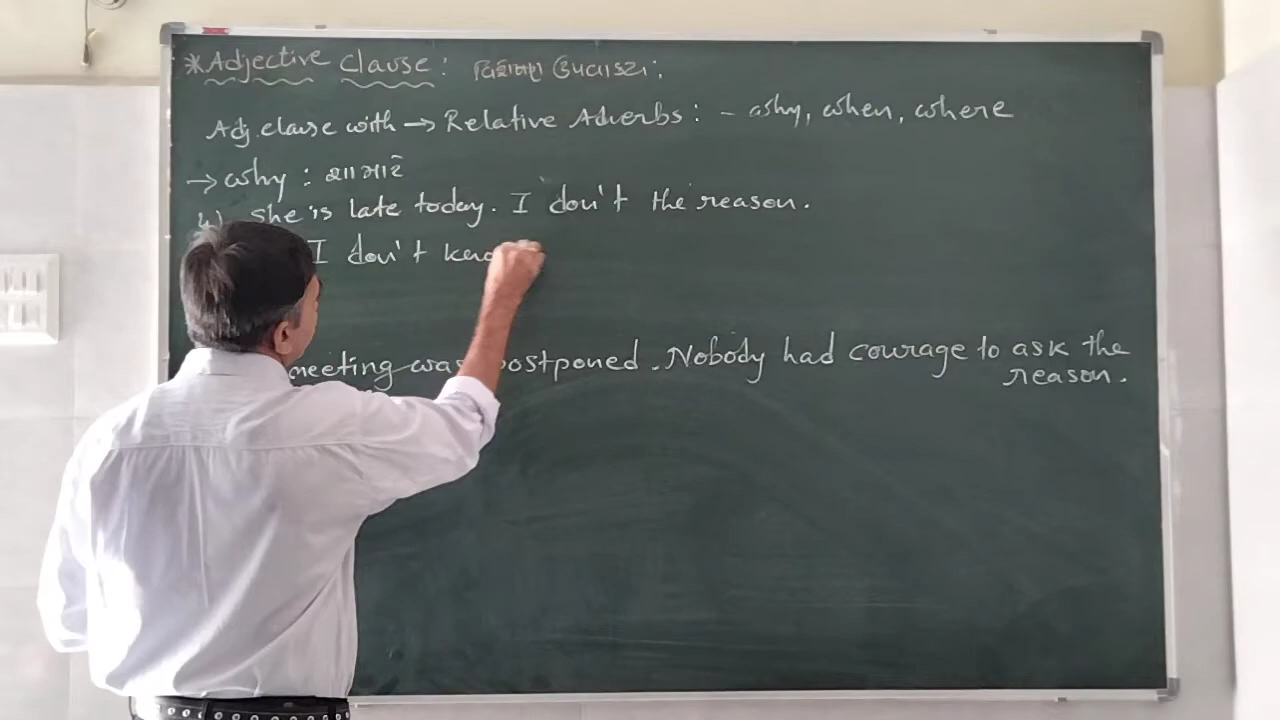 *Adjective clause: વિશેષણ ઉપવાક્ય:
Adj. clause with → Relative Adverbs: - why, when, where
→ why: શા માટે
4) She is late today. I don't the reason.
I don't kno
meeting was postponed. Nobody had courage to ask the
reason.